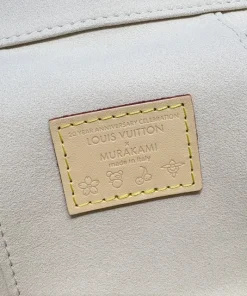 20 YEAR ANNIVERSARY CELEBRATION
LOUIS VUITTON
×
MURAKAMI
made in Italy